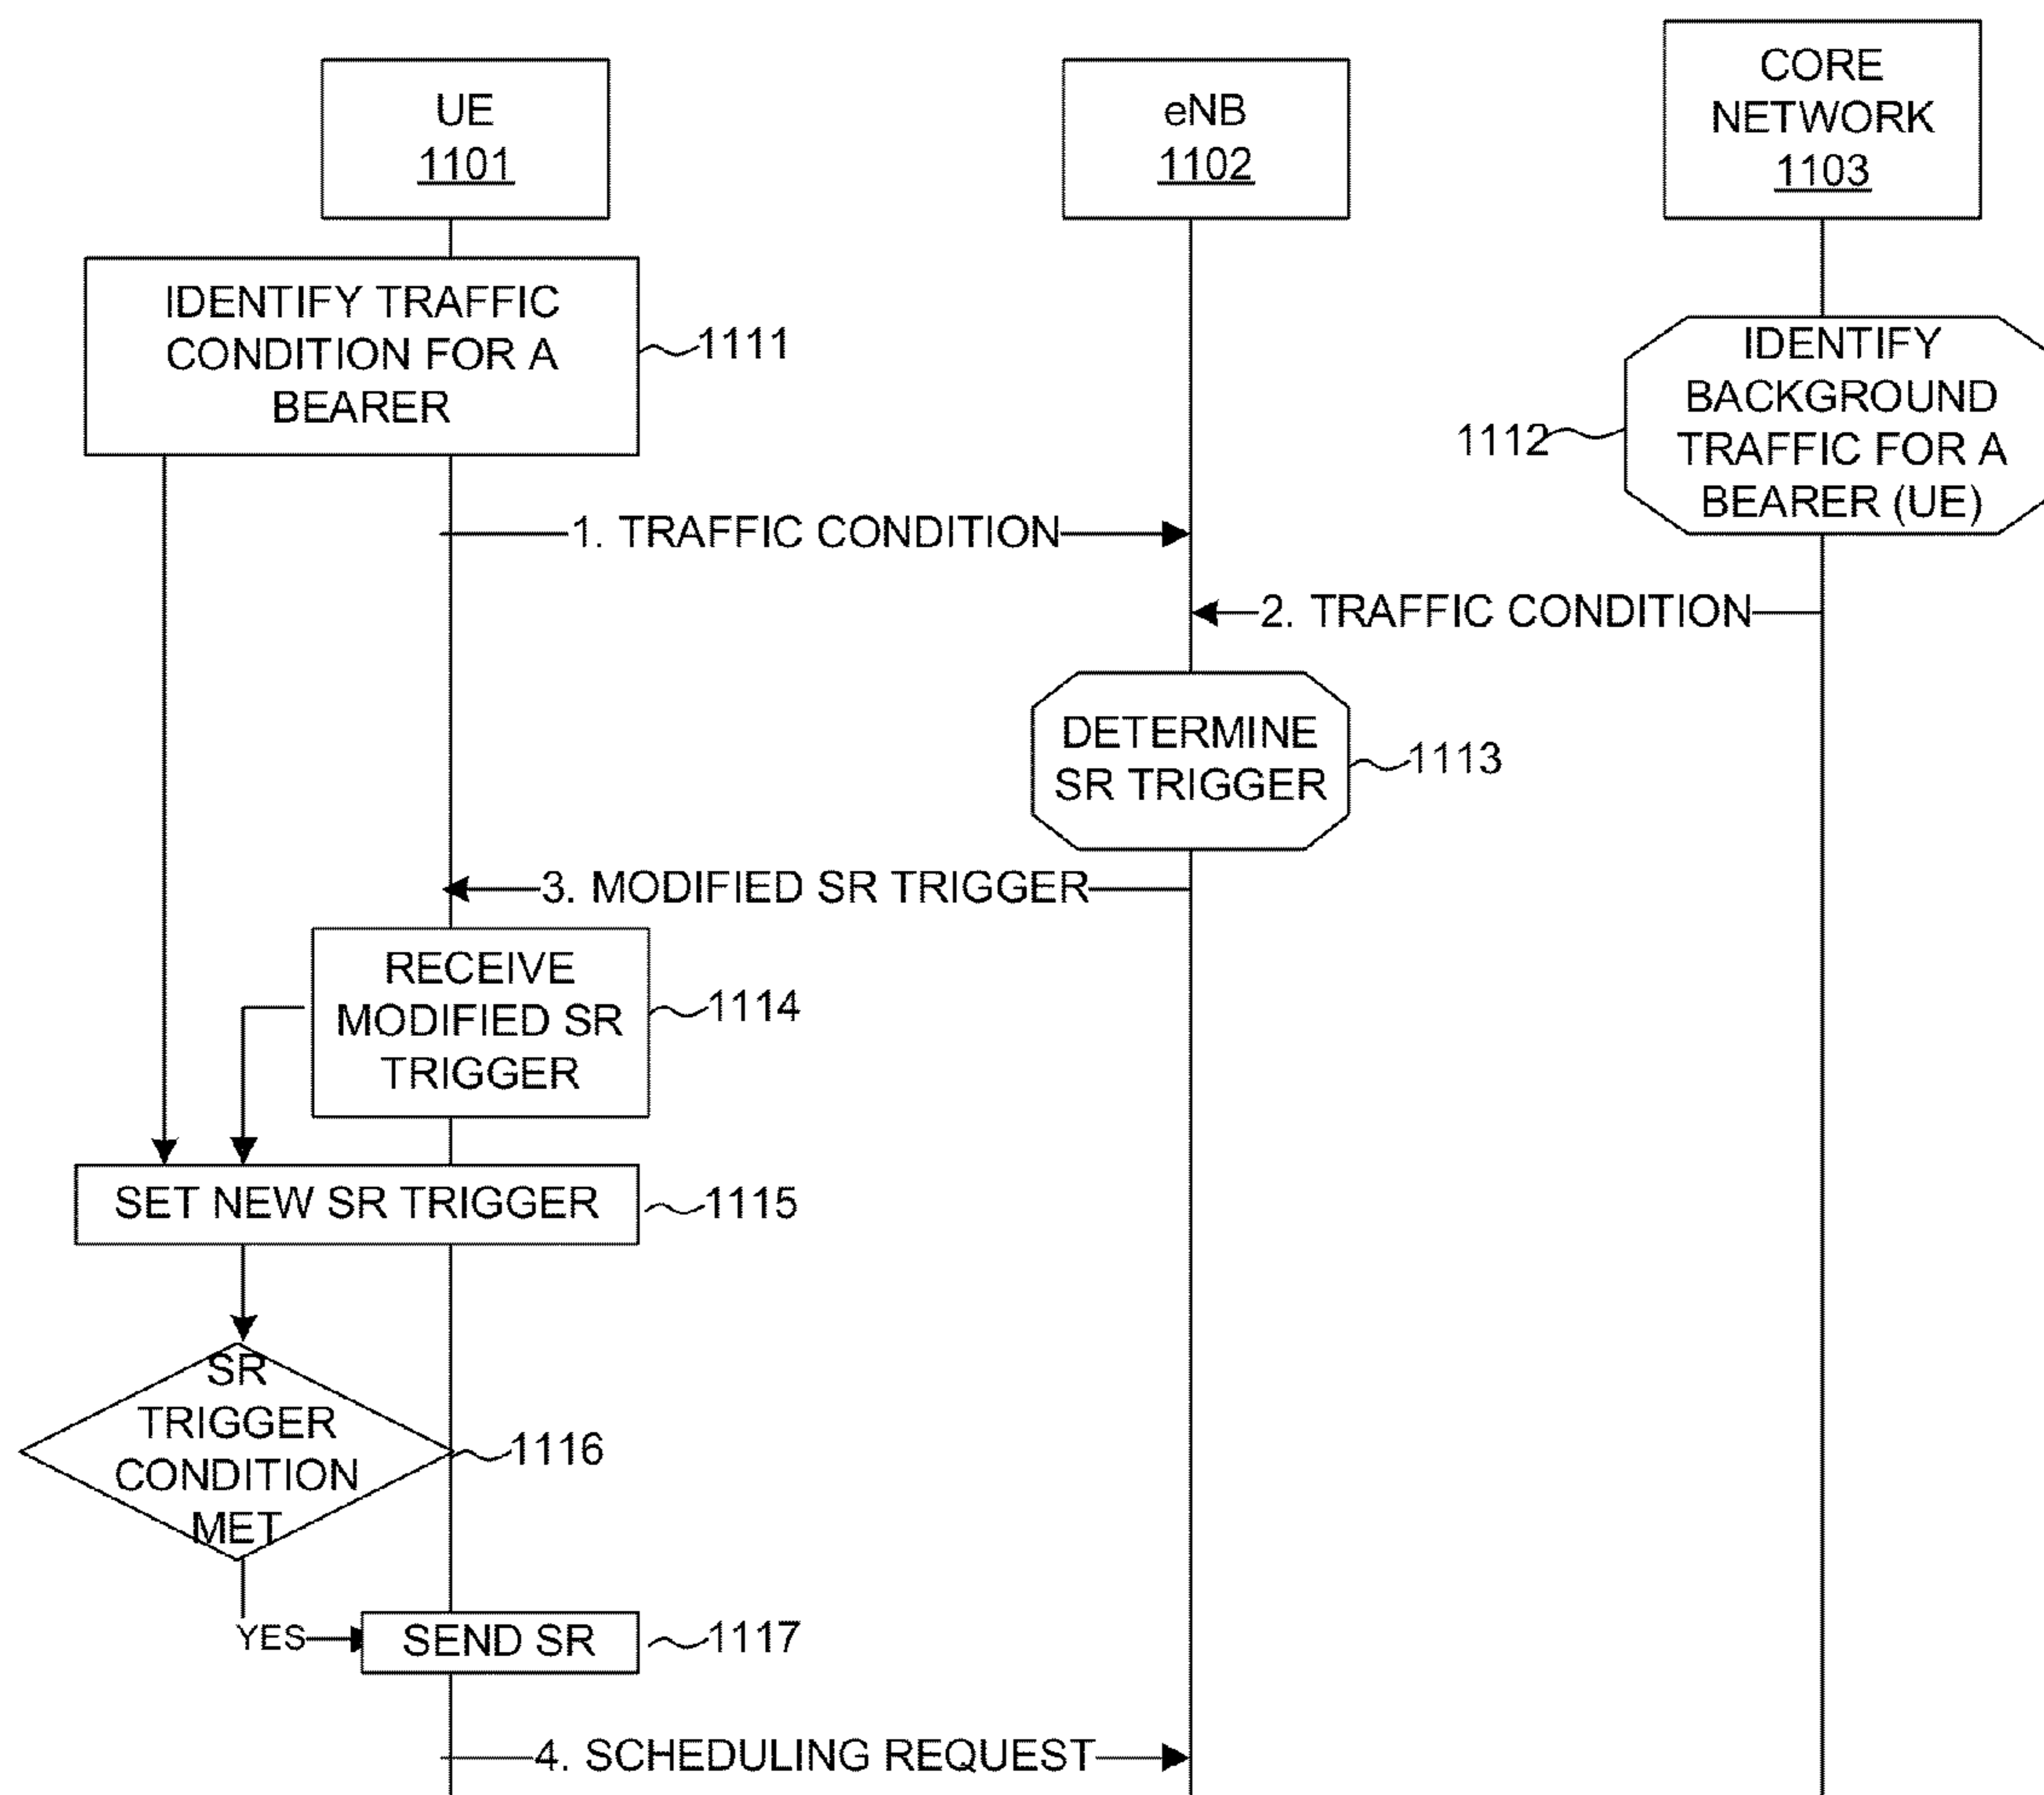 UE
1101
eNB
1102
CORE
NETWORK
1103
IDENTIFY TRAFFIC
CONDITION FOR A
BEARER
1111
IDENTIFY
BACKGROUND
TRAFFIC FOR A
BEARER (UE)
1112
1. TRAFFIC CONDITION
2. TRAFFIC CONDITION
DETERMINE
SR TRIGGER
1113
3. MODIFIED SR TRIGGER
RECEIVE
MODIFIED SR
TRIGGER
1114
SET NEW SR TRIGGER
1115
SR
TRIGGER
CONDITION
MET
1116
YES
SEND SR
1117
4. SCHEDULING REQUEST